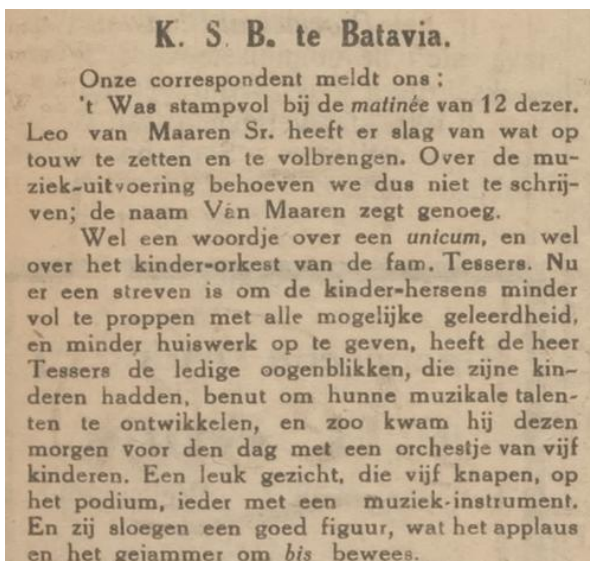 K. S. B. te Batavia.
Onze correspondent meldt ons:
't Was stampvol bij de matinée van 12 dezer.
Leo van Maaren Sr. heeft er slag van wat op
touw te zetten en te volbrengen. Over de mu-
ziek-uitvoering behoeven we dus niet te schrij-
ven; de naam Van Maaren zegt genoeg.
Wel een woordje over een unicum, en wel
over het kinder-orkest van de fam. Tessers. Nu
er een streven is om de kinder-hersens minder
vol te proppen met alle mogelijke geleerdheid,
en minder huiswerk op te geven, heeft de heer
Tessers de ledige oogenblikken, die zijne kin-
deren hadden, benut om hunne muzikale talen-
ten te ontwikkelen, en zoo kwam hij dezen
morgen voor den dag met een orchestje van vijf
kinderen. Een leuk gezicht, die vijf knapen, op
het podium, ieder met een muziek-instrument.
En zij sloegen een goed figuur, wat het applaus
en het gejammer om bis bewees.